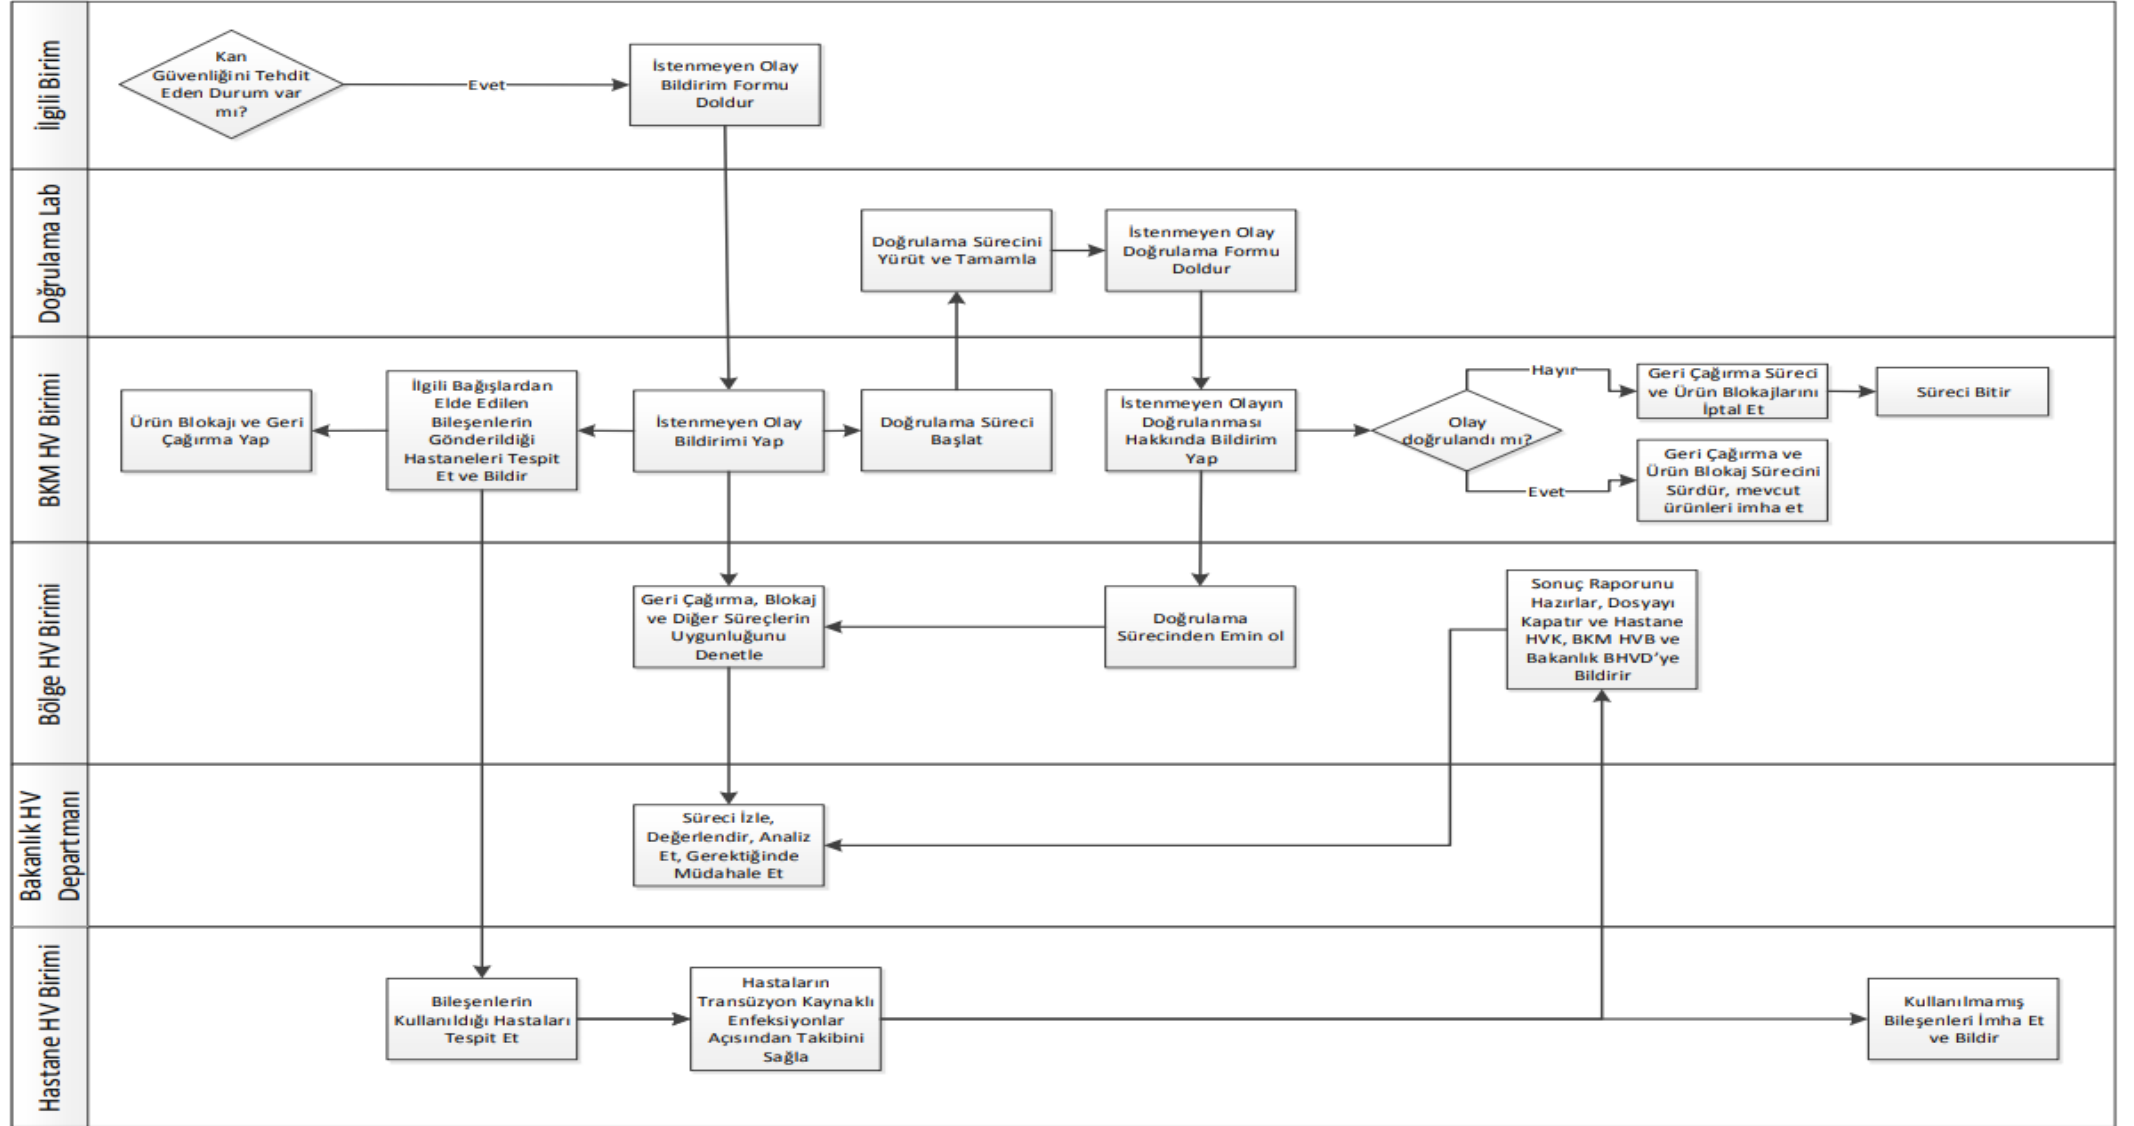 İlgili Birim
Kan
Güvenliğini Tehdit
Eden Durum var
mı?
Evet
İstenmeyen Olay
Bildirim Formu
Doldur
Doğrulama Lab
Doğrulama Sürecini
Yürüt ve Tamamla
İstenmeyen Olay
Doğrulama Formu
Doldur
BKM HV Birimi
Ürün Blokajı ve Geri
Çağırma Yap
İlgili Bağışlardan
Elde Edilen
Bileşenlerin
Gönderildiği
Hastaneleri Tespit
Et ve Bildir
İstenmeyen Olay
Bildirimi Yap
Doğrulama Süreci
Başlat
İstenmeyen Olayın
Doğrulanması
Hakkında Bildirim
Yap
Olay
doğrulandı mı?
Hayır
Geri Çağırma Süreci
ve Ürün Blokajlarını
İptal Et
Süreci Bitir
Evet
Geri Çağırma ve
Ürün Blokaj Sürecini
Sürdür, mevcut
ürünleri imha et
Bölge HV Birimi
Geri Çağırma, Blokaj
ve Diğer Süreçlerin
Uygunluğunu
Denetle
Doğrulama
Sürecinden Emin ol
Sonuç Raporunu
Hazırlar, Dosyayı
Kapatır ve Hastane
HVK, BKM HVB ve
Bakanlık BHVD'ye
Bildirir
Bakanlık HV
Departmanı
Süreci İzle,
Değerlendir, Analiz
Et, Gerektiğinde
Müdahale Et
Hastane HV Birimi
Bileşenlerin
Kullanıldığı Hastaları
Tespit Et
Hastaların
Transüzyon Kaynaklı
Enfeksiyonlar
Açısından Takibini
Sağla
Kullanılmamış
Bileşenleri İmha Et
ve Bildir